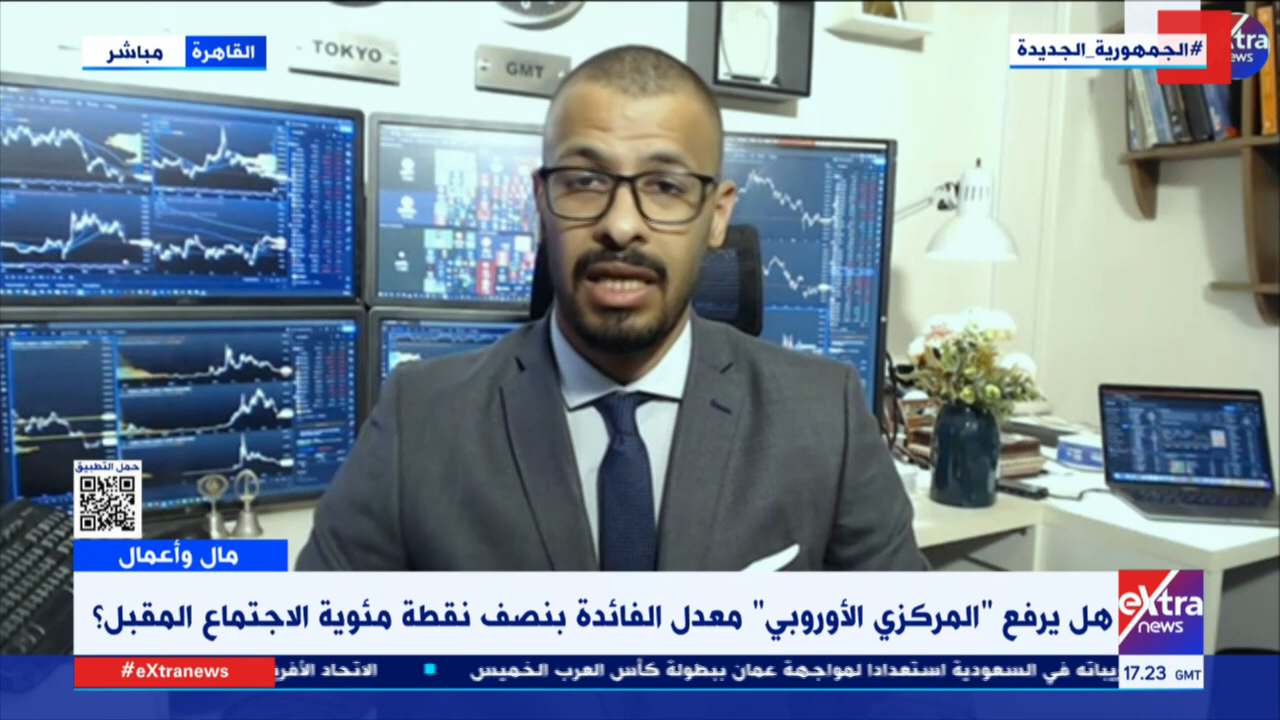 القاهرة مباشر
TOKYO
GMT
#الجمهورية_الجديدة
eXtra
news
حمل التطبيق
مال وأعمال
هل يرفع "المركزي الأوروبي" معدل الفائدة بنصف نقطة مئوية الاجتماع المقبل؟
eXtra
news
#eXtranews
في السعودية استعدادا لمواجهة عمان ببطولة كأس العرب الخميس
الاتحاد
17.23 GMT